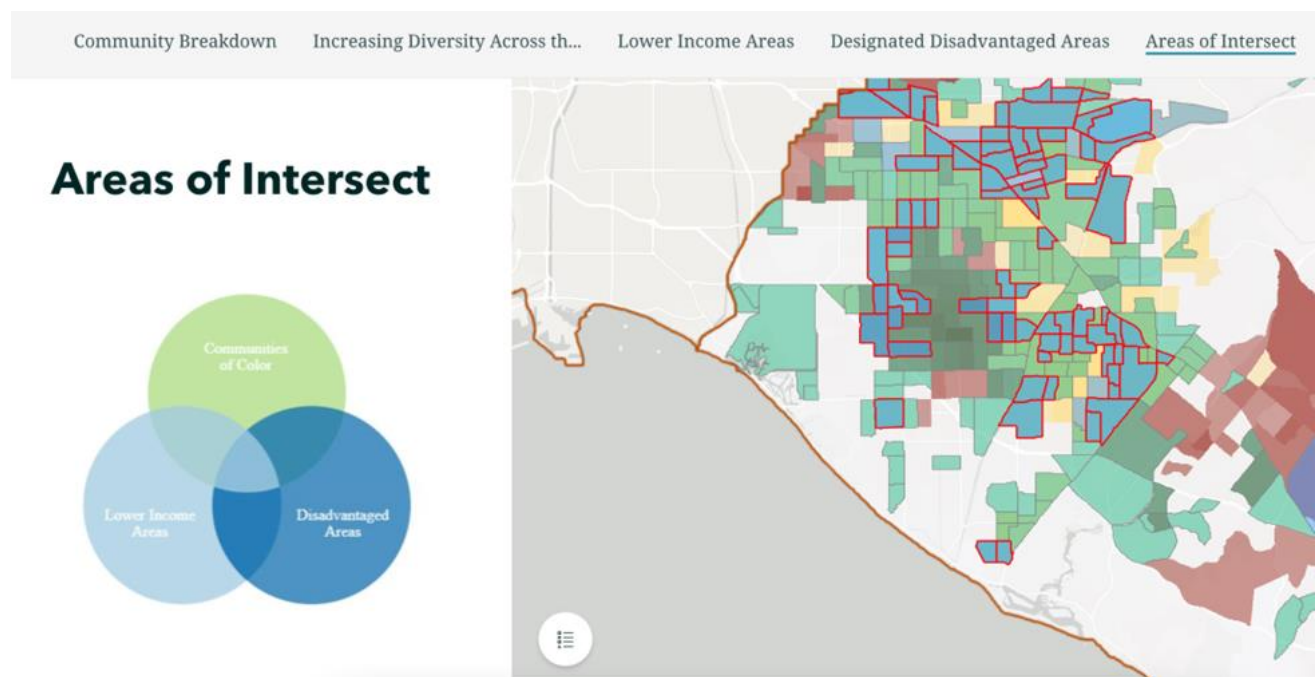 Community Breakdown Increasing Diversity Across th... Lower Income Areas Designated Disadvantaged Areas Areas of Intersect
Areas of Intersect
Communities
of Color
Lower Income
Areas
Disadvantaged
Areas